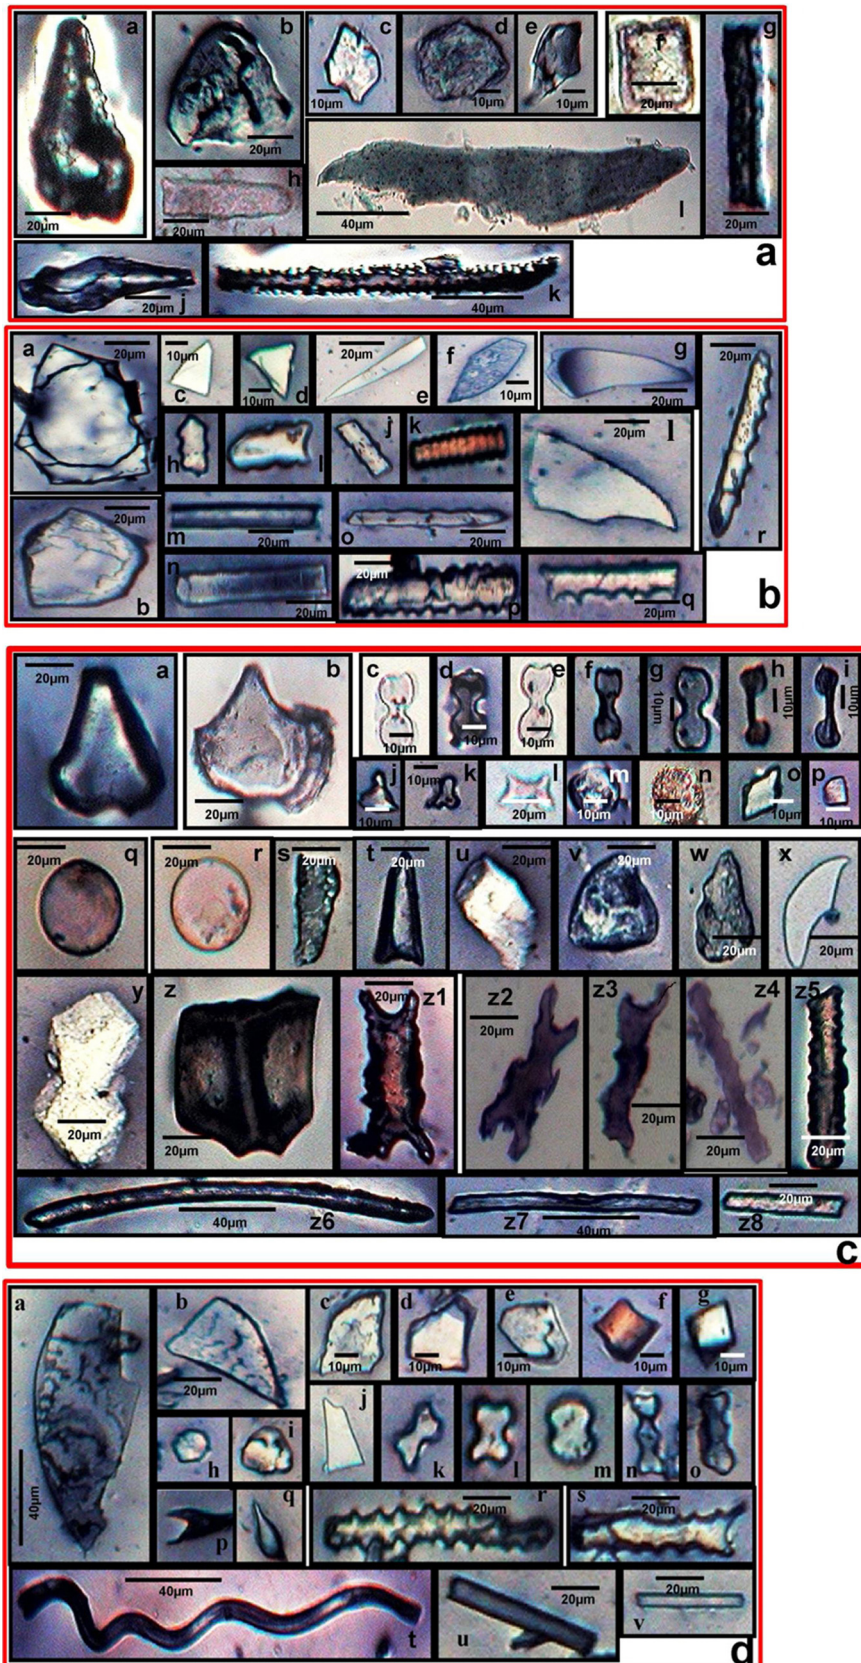 a b c d e f g
20µm 20µm 10µm 10µm 10µm 20µm 20µm
h l
20µm 40µm
a
j k
20µm 40µm
a c d e f g r
20µm 10µm 10µm 20µm 10µm 20µm 20µm
h l j k l
20µm
b m o
20µm 20µm 20µm
n p q
20µm 20µm 20µm
b
a b c d e f g h i
20µm 20µm 10µm 10µm 10µm 10µm 10µm 10µm
j k l m n o p
10µm 10µm 20µm 10µm 10µm 10µm 10µm
q r s t u v w x
20µm 20µm 20µm 20µm 20µm 20µm 20µm 20µm
y z z1 z2 z3 z4 z5
20µm 20µm 20µm 20µm 20µm 20µm 20µm
z6 z7 z8
40µm 40µm 20µm
c
a b c d e f g
40µm 20µm 10µm 10µm 10µm 10µm 10µm
h i j k l m n o
p q r s
20µm 20µm
t u v
40µm 20µm 20µm
d